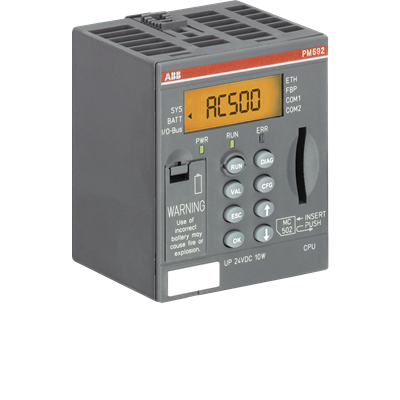 ABB
PM592
AC500
SYS
BATT
I/O-Bus
ETH
FBP
COM1
COM2
PWR RUN ERR
RUN DIAG
VAL CFG
ESC
OK
WARNING
Use of
incorrect
battery may
cause fire or
explosion.
MC
502
INSERT
PUSH
CPU
UP 24VDC 10W